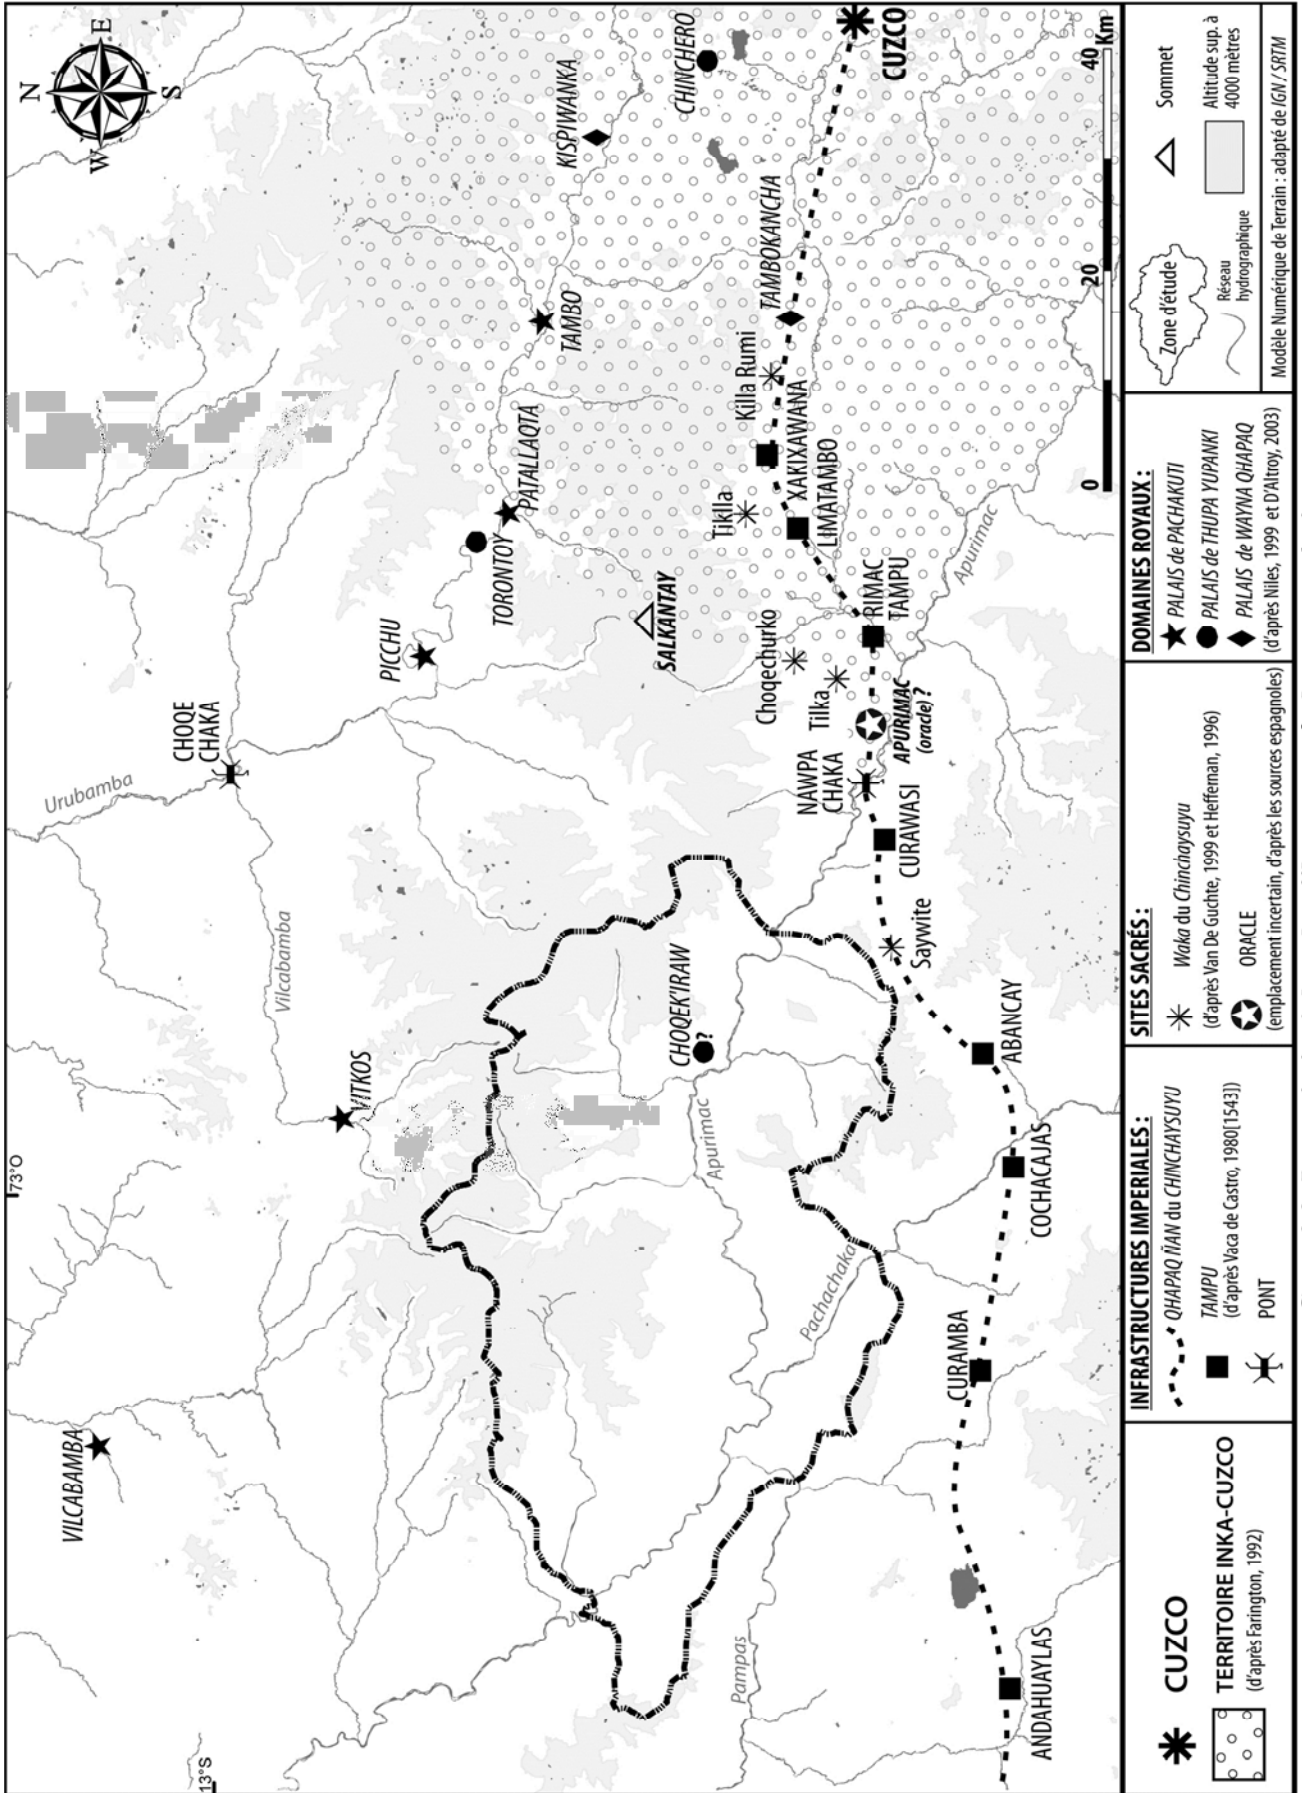 N
E
S
W
73°O
13°S
VILCABAMBA
VITKOS
Vilcabamba
Urubamba
CHOQE
CHAKA
PICCHU
TORONTOY
PATALLAQTA
TAMBO
KISPIWANKA
CHINCHERO
CUZCO
SALKANTAY
Tiklla
Killa Rumi
TAMBOKANCHA
XAKIXAWANA
LIMATAMBO
Choqechurko
Tilka
RIMAC
TAMPU
Apurimac
APURIMAC
(oracle) ?
NAWPA
CHAKA
CURAWASI
Saywite
CHOQEK'IRAW
?
Apurimac
ABANCAY
COCHACAJAS
Pachachaka
CURAMBA
Pampas
ANDAHUAYLAS
0
20
40 Km
CUZCO
TERRITOIRE INKA-CUZCO
(d'après Farington, 1992)
INFRASTRUCTURES IMPERIALES :
QHAPAQ ÑAN du CHINCHAYSUYU
TAMPU
(d'après Vaca de Castro, 1980[1543])
PONT
SITES SACRÉS :
Waka du Chinchaysuyu
(d'après Van De Guchte, 1999 et Heffernan, 1996)
ORACLE
(emplacement incertain, d'après les sources espagnoles)
DOMAINES ROYAUX :
PALAIS de PACHAKUTI
PALAIS de THUPA YUPANKI
PALAIS de WAYNA QHAPAQ
(d'après Niles, 1999 et D'Altroy, 2003)
Zone d'étude
Sommet
Réseau
hydrographique
Altitude sup. à
4000 mètres
Modèle Numérique de Terrain : adapté de IGN / SRTM